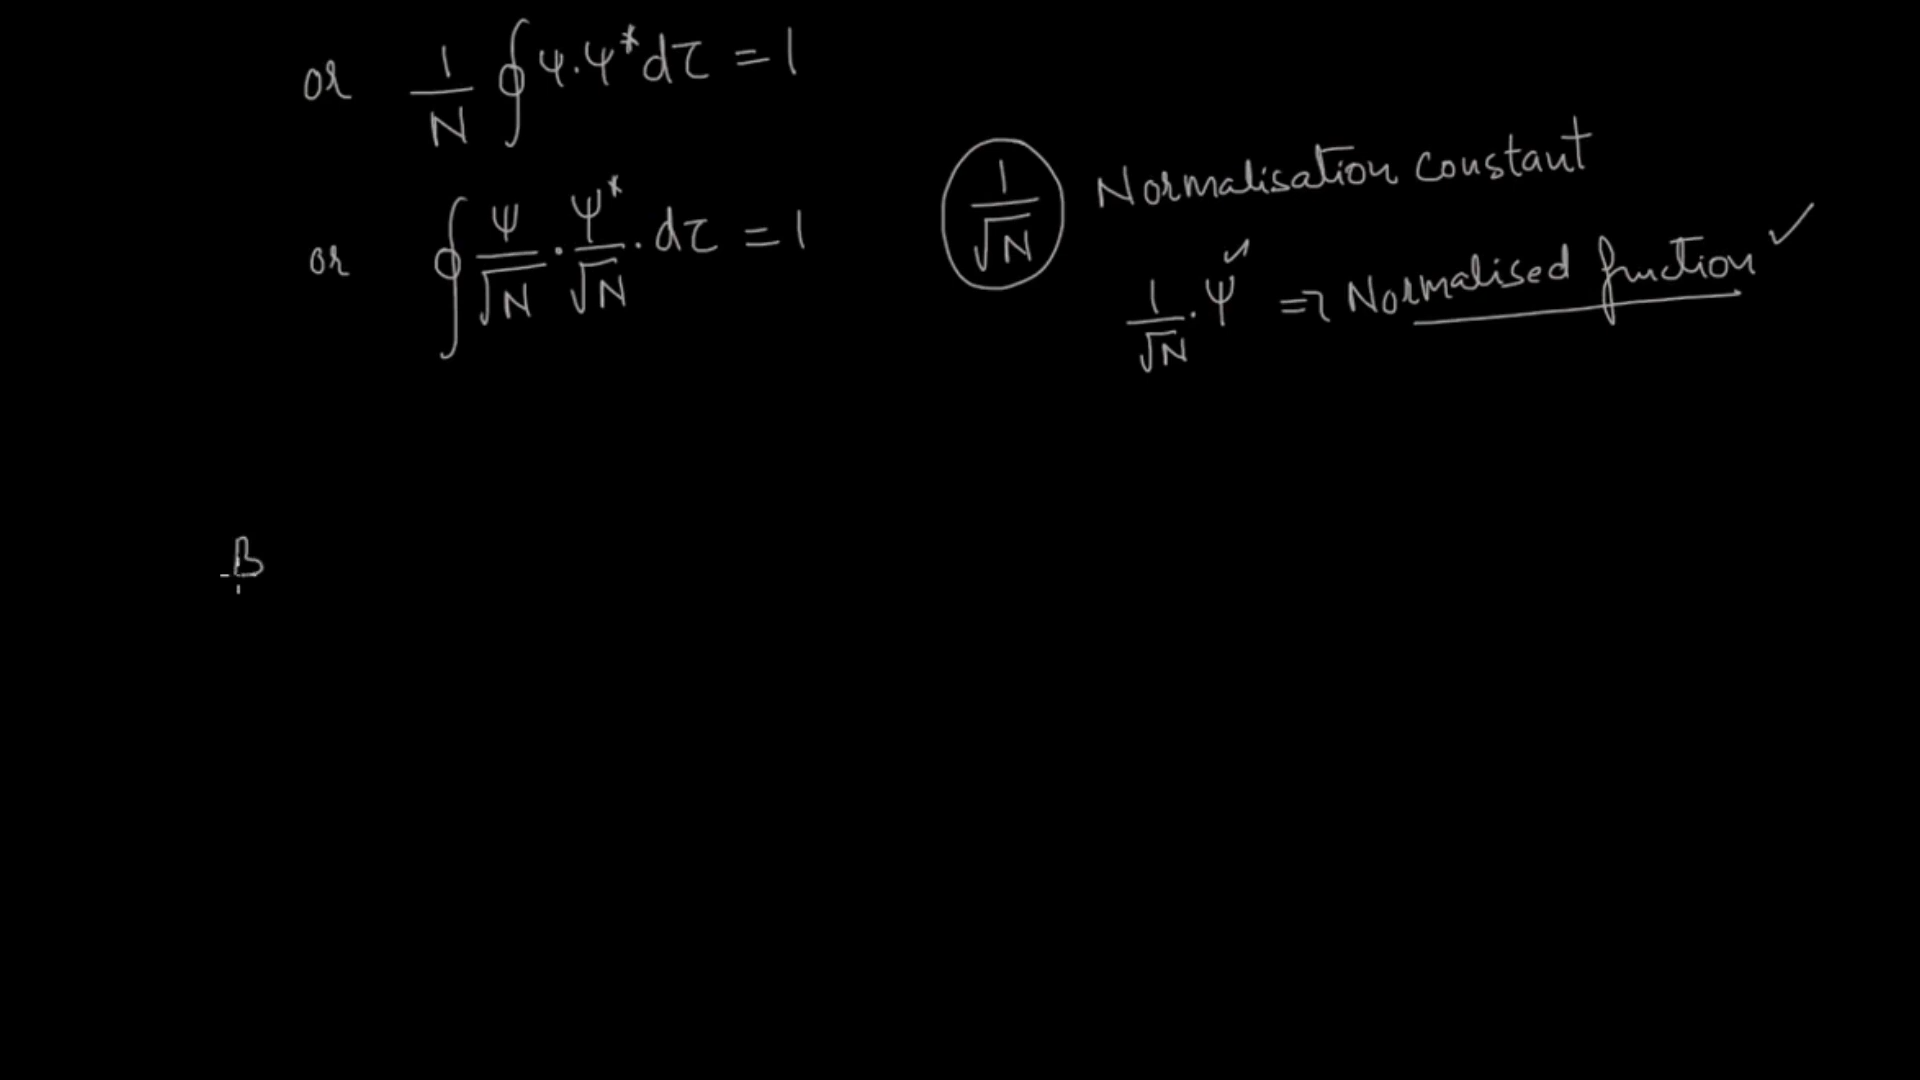 or 1/N ∮ψ.ψ* dτ = 1
or ∮ ψ/√N . ψ*/√N . dτ = 1
1/√N Normalisation constant
1/√N . ψ ⇒ Normalised function
B